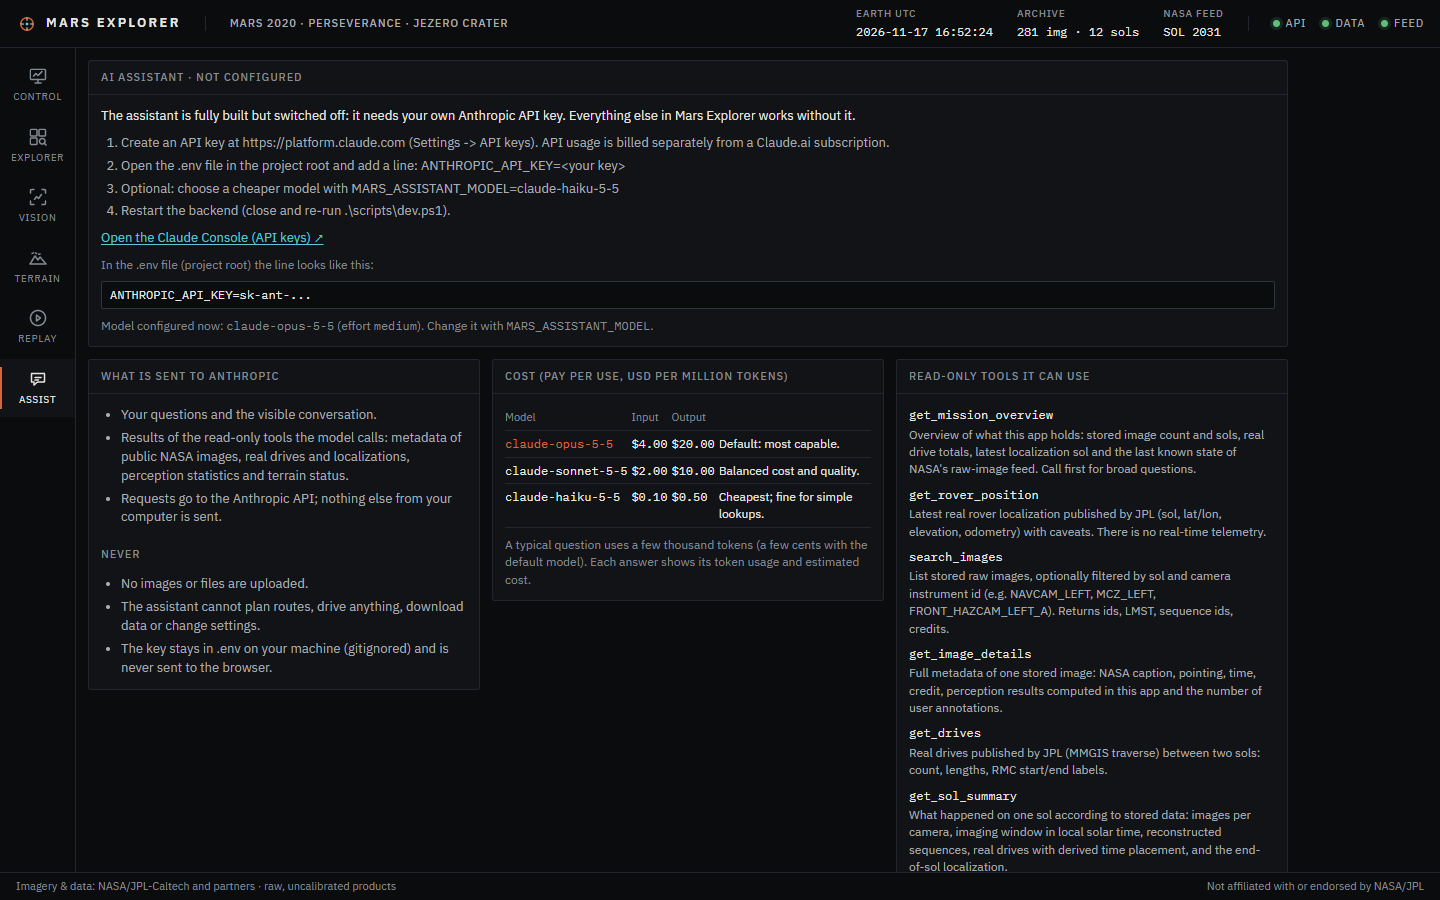 MARS EXPLORER
MARS 2020 · PERSEVERANCE · JEZERO CRATER
EARTH UTC
2026-11-17 16:52:24
ARCHIVE
281 img · 12 sols
NASA FEED
SOL 2031
API
DATA
FEED
CONTROL
EXPLORER
VISION
TERRAIN
REPLAY
ASSIST
AI ASSISTANT · NOT CONFIGURED
The assistant is fully built but switched off: it needs your own Anthropic API key. Everything else in Mars Explorer works without it.
1. Create an API key at https://platform.claude.com (Settings -> API keys). API usage is billed separately from a Claude.ai subscription.
2. Open the .env file in the project root and add a line: ANTHROPIC_API_KEY=<your key>
3. Optional: choose a cheaper model with MARS_ASSISTANT_MODEL=claude-haiku-5-5
4. Restart the backend (close and re-run .\scripts\dev.ps1).
Open the Claude Console (API keys) ↗
In the .env file (project root) the line looks like this:
ANTHROPIC_API_KEY=sk-ant-...
Model configured now: claude-opus-5-5 (effort medium). Change it with MARS_ASSISTANT_MODEL.
WHAT IS SENT TO ANTHROPIC
• Your questions and the visible conversation.
• Results of the read-only tools the model calls: metadata of
public NASA images, real drives and localizations,
perception statistics and terrain status.
• Requests go to the Anthropic API; nothing else from your
computer is sent.
NEVER
• No images or files are uploaded.
• The assistant cannot plan routes, drive anything, download
data or change settings.
• The key stays in .env on your machine (gitignored) and is
never sent to the browser.
COST (PAY PER USE, USD PER MILLION TOKENS)
Model Input Output
claude-opus-5-5 $4.00 $20.00 Default: most capable.
claude-sonnet-5-5 $2.00 $10.00 Balanced cost and quality.
claude-haiku-5-5 $0.10 $0.50 Cheapest; fine for simple
lookups.
A typical question uses a few thousand tokens (a few cents with the
default model). Each answer shows its token usage and estimated
cost.
READ-ONLY TOOLS IT CAN USE
get_mission_overview
Overview of what this app holds: stored image count and sols, real
drive totals, latest localization sol and the last known state of
NASA's raw-image feed. Call first for broad questions.
get_rover_position
Latest real rover localization published by JPL (sol, lat/lon,
elevation, odometry) with caveats. There is no real-time telemetry.
search_images
List stored raw images, optionally filtered by sol and camera
instrument id (e.g. NAVCAM_LEFT, MCZ_LEFT,
FRONT_HAZCAM_LEFT_A). Returns ids, LMST, sequence ids,
credits.
get_image_details
Full metadata of one stored image: NASA caption, pointing, time,
credit, perception results computed in this app and the number of
user annotations.
get_drives
Real drives published by JPL (MMGIS traverse) between two sols:
count, lengths, RMC start/end labels.
get_sol_summary
What happened on one sol according to stored data: images per
camera, imaging window in local solar time, reconstructed
sequences, real drives with derived time placement, and the end-
of-sol localization.
Imagery & data: NASA/JPL-Caltech and partners · raw, uncalibrated products
Not affiliated with or endorsed by NASA/JPL